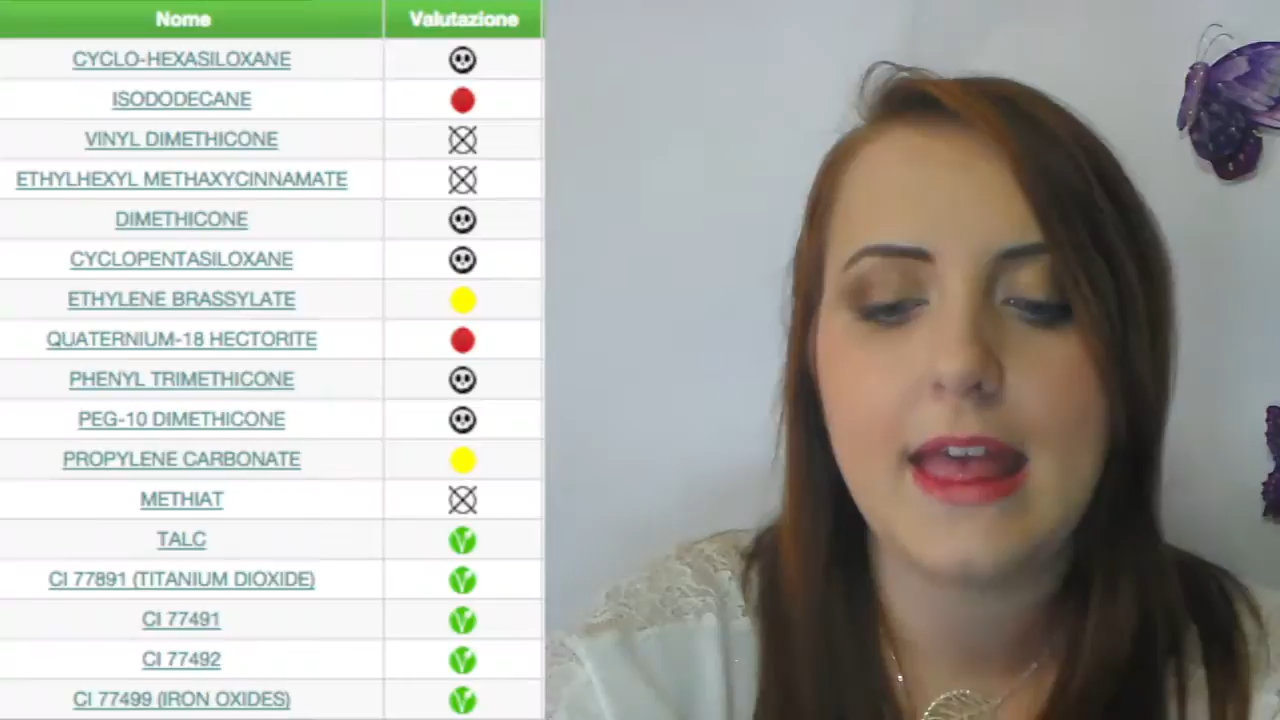 Nome Valutazione
CYCLO-HEXASILOXANE
ISODODECANE
VINYL DIMETHICONE
ETHYLHEXYL METHAXYCINNAMATE
DIMETHICONE
CYCLOPENTASILOXANE
ETHYLENE BRASSYLATE
QUATERNIUM-18 HECTORITE
PHENYL TRIMETHICONE
PEG-10 DIMETHICONE
PROPYLENE CARBONATE
METHIAT
TALC
CI 77891 (TITANIUM DIOXIDE)
CI 77491
CI 77492
CI 77499 (IRON OXIDES)